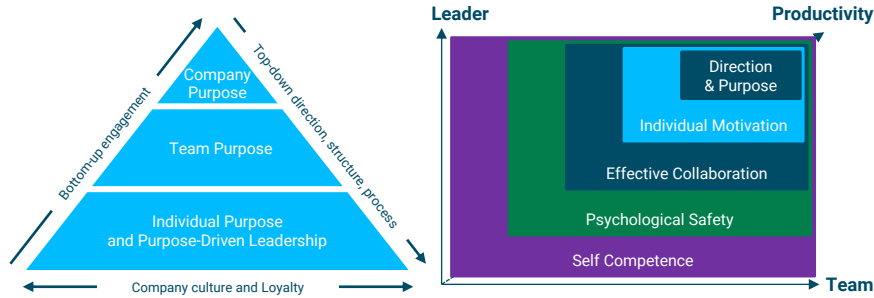 Company
Purpose
Team Purpose
Individual Purpose
and Purpose-Driven Leadership
Bottom-up engagement
Top-down direction, structure, process
Company culture and Loyalty
Leader
Productivity
Direction
& Purpose
Individual Motivation
Effective Collaboration
Psychological Safety
Self Competence
Team